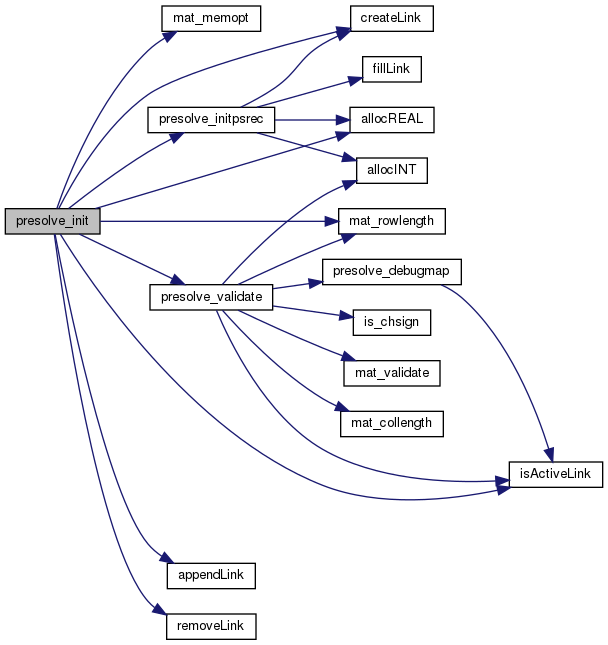 mat_memopt
createLink
fillLink
presolve_initpsrec
allocREAL
allocINT
presolve_init
mat_rowlength
presolve_debugmap
presolve_validate
is_chsign
mat_validate
mat_collength
isActiveLink
appendLink
removeLink